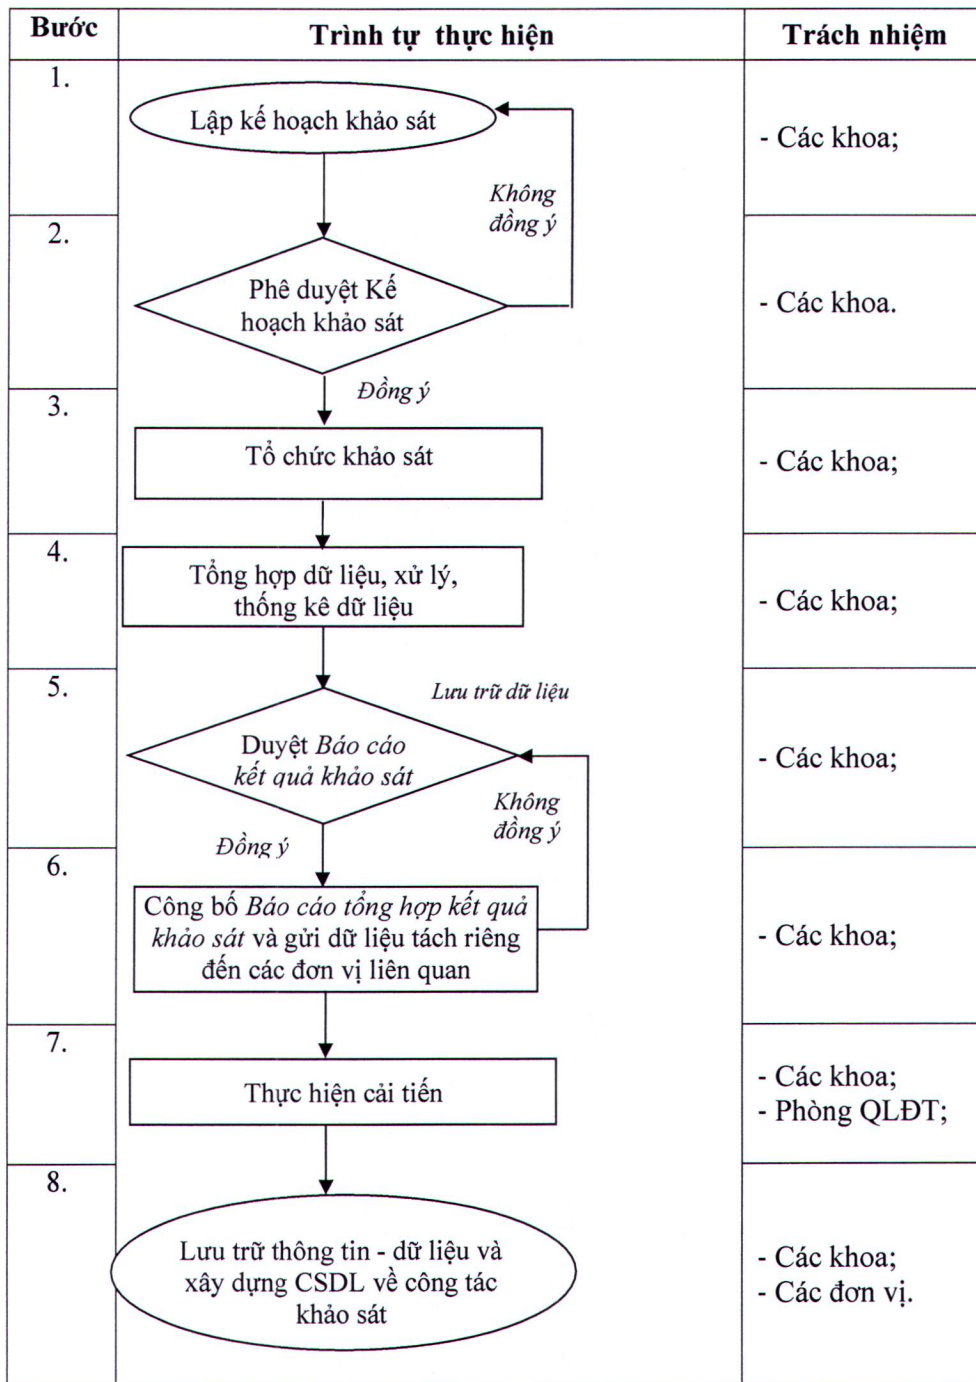 Bước Trình tự thực hiện Trách nhiệm
1.
Lập kế hoạch khảo sát
- Các khoa;
Không
đồng ý
2.
Phê duyệt Kế
hoạch khảo sát
- Các khoa.
Đồng ý
3.
Tổ chức khảo sát
- Các khoa;
4.
Tổng hợp dữ liệu, xử lý,
thống kê dữ liệu
- Các khoa;
5.
Lưu trữ dữ liệu
Duyệt Báo cáo
kết quả khảo sát
- Các khoa;
Không
đồng ý
Đồng ý
6.
Công bố Báo cáo tổng hợp kết quả
khảo sát và gửi dữ liệu tách riêng
đến các đơn vị liên quan
- Các khoa;
7.
Thực hiện cải tiến
- Các khoa;
- Phòng QLĐT;
8.
Lưu trữ thông tin - dữ liệu và
xây dựng CSDL về công tác
khảo sát
- Các khoa;
- Các đơn vị.